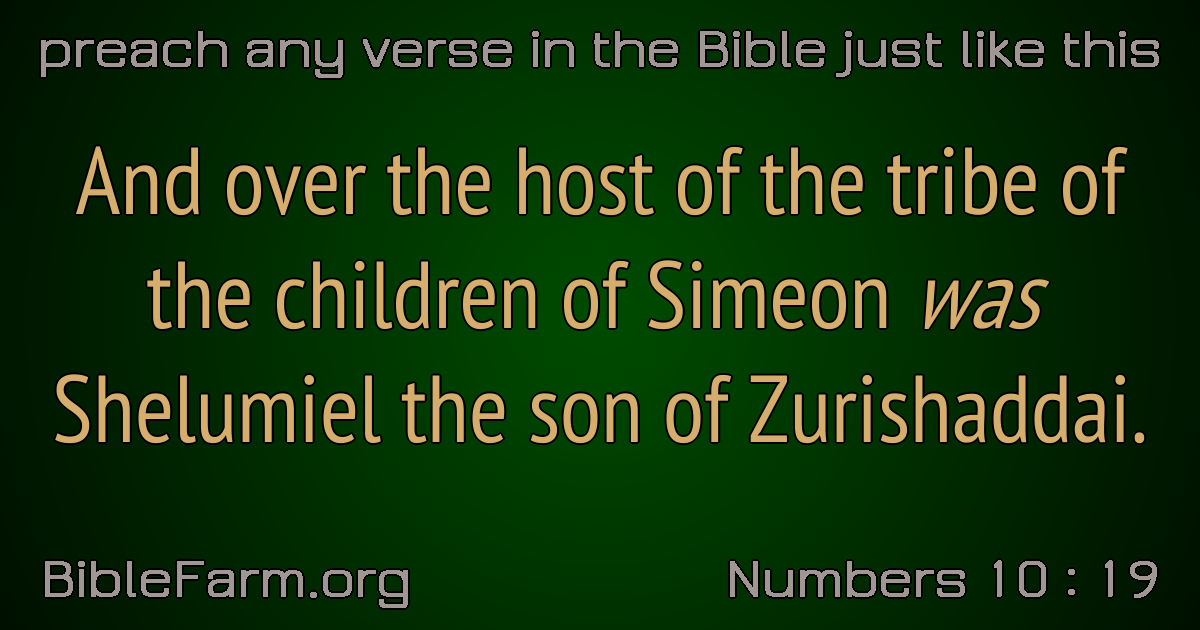 preach any verse in the Bible just like this
And over the host of the tribe of
the children of Simeon was
Shelumiel the son of Zurishaddai.
BibleFarm.org
Numbers 10 : 19